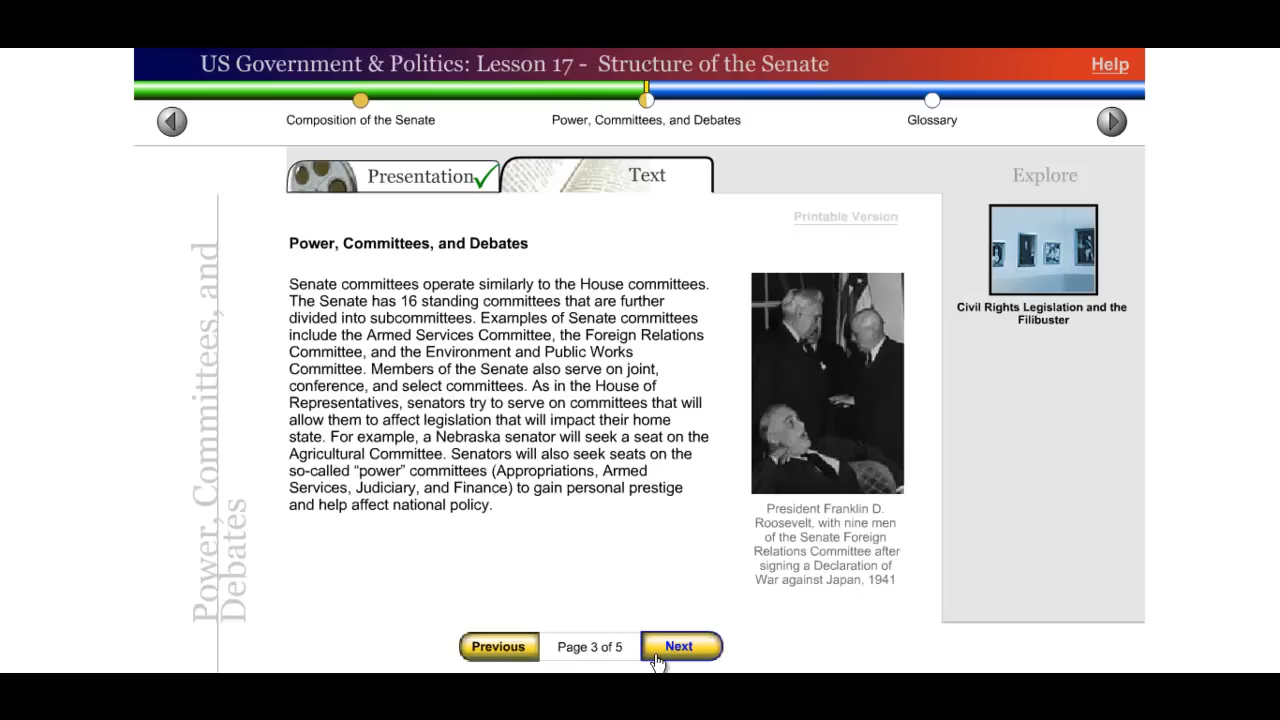 US Government & Politics: Lesson 17 - Structure of the Senate
Help
Composition of the Senate
Power, Committees, and Debates
Glossary
Presentation
Text
Explore
Printable Version
Power, Committees, and Debates
Power, Committees, and Debates
Senate committees operate similarly to the House committees.
The Senate has 16 standing committees that are further
divided into subcommittees. Examples of Senate committees
include the Armed Services Committee, the Foreign Relations
Committee, and the Environment and Public Works
Committee. Members of the Senate also serve on joint,
conference, and select committees. As in the House of
Representatives, senators try to serve on committees that will
allow them to affect legislation that will impact their home
state. For example, a Nebraska senator will seek a seat on the
Agricultural Committee. Senators will also seek seats on the
so-called “power” committees (Appropriations, Armed
Services, Judiciary, and Finance) to gain personal prestige
and help affect national policy.
President Franklin D.
Roosevelt, with nine men
of the Senate Foreign
Relations Committee after
signing a Declaration of
War against Japan, 1941
Civil Rights Legislation and the
Filibuster
Previous
Page 3 of 5
Next